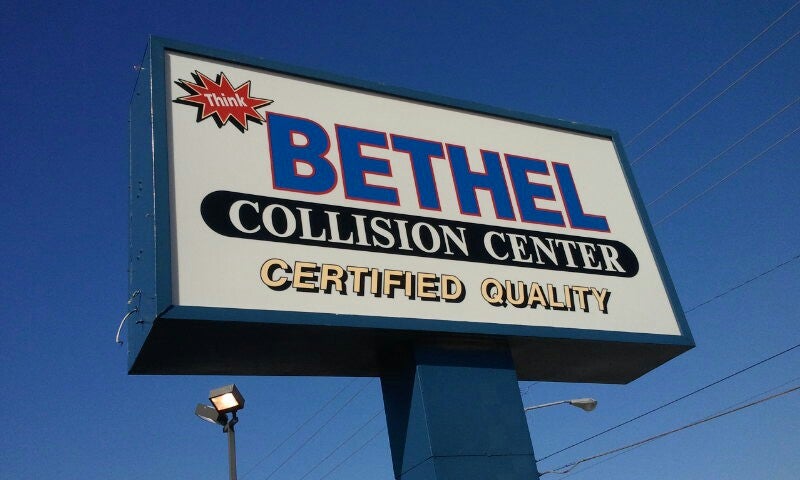 Think
BETHEL
COLLISION CENTER
CERTIFIED QUALITY